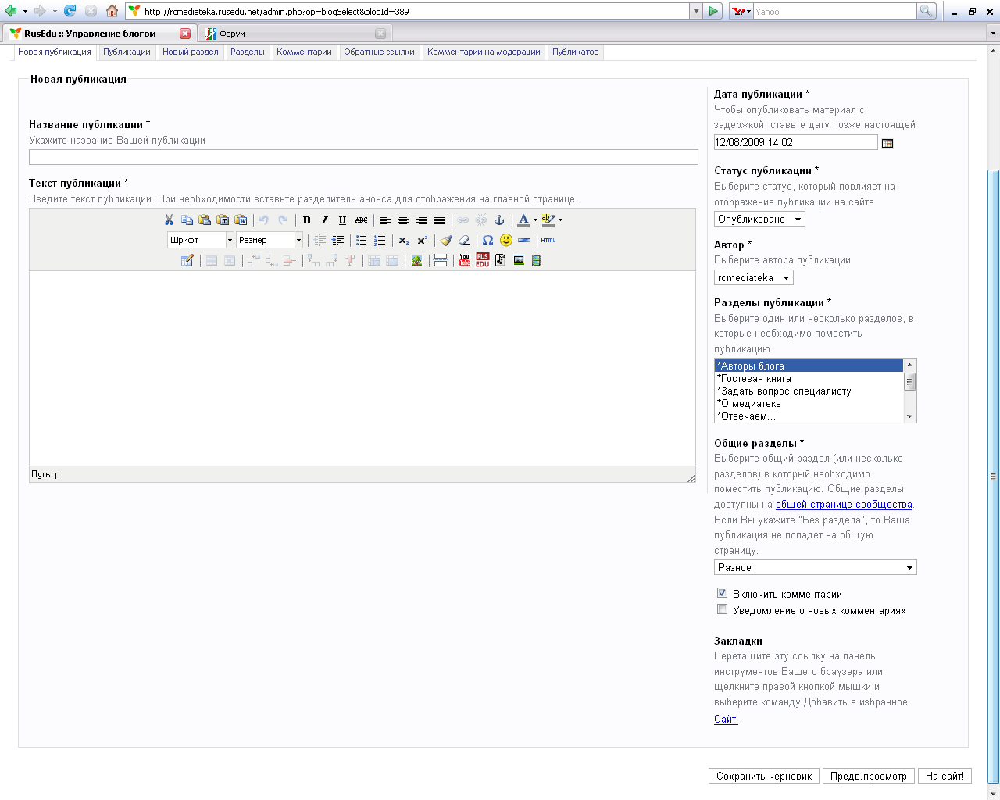 http://rcmediateka.rusedu.net/admin.php?op=blogSelect&blogId=389
Yahoo
RusEdu :: Управление блогом
Форум
Новая публикация
Публикации
Новый раздел
Разделы
Комментарии
Обратные ссылки
Комментарии на модерации
Публикатор
Новая публикация
Название публикации *
Укажите название Вашей публикации
Текст публикации *
Введите текст публикации. При необходимости вставьте разделитель анонса для отображения на главной странице.
B I U ABC
Шрифт
Размер
HTML
You Tube
RUS EDU
Путь: p
Дата публикации *
Чтобы опубликовать материал с
задержкой, ставьте дату позже настоящей
12/08/2009 14:02
Статус публикации *
Выберите статус, который повлияет на
отображение публикации на сайте
Опубликовано
Автор *
Выберите автора публикации
rcmediateka
Разделы публикации *
Выберите один или несколько разделов, в
которые необходимо поместить
публикацию
*Авторы блога
*Гостевая книга
*Задать вопрос специалисту
*О медиатеке
*Отвечаем...
Общие разделы *
Выберите общий раздел (или несколько
разделов) в который необходимо
поместить публикацию. Общие разделы
доступны на общей странице сообщества.
Если Вы укажите "Без раздела", то Ваша
публикация не попадет на общую
страницу.
Разное
Включить комментарии
Уведомление о новых комментариях
Закладки
Перетащите эту ссылку на панель
инструментов Вашего браузера или
щелкните правой кнопкой мышки и
выберите команду Добавить в избранное.
Сайт!
Сохранить черновик
Предв.просмотр
На сайт!